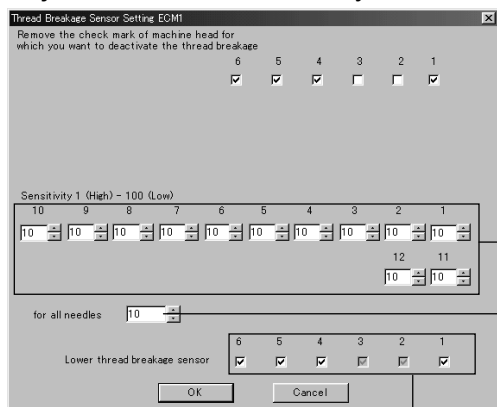 Thread Breakage Sensor Setting ECM1
Remove the check mark of machine head for
which you want to deactivate the thread breakage
6 5 4 3 2 1
Sensitivity 1 (High) - 100 (Low)
10 9 8 7 6 5 4 3 2 1
10 10 10 10 10 10 10 10 10 10
12 11
10 10
for all needles 10
6 5 4 3 2 1
Lower thread breakage sensor
OK Cancel